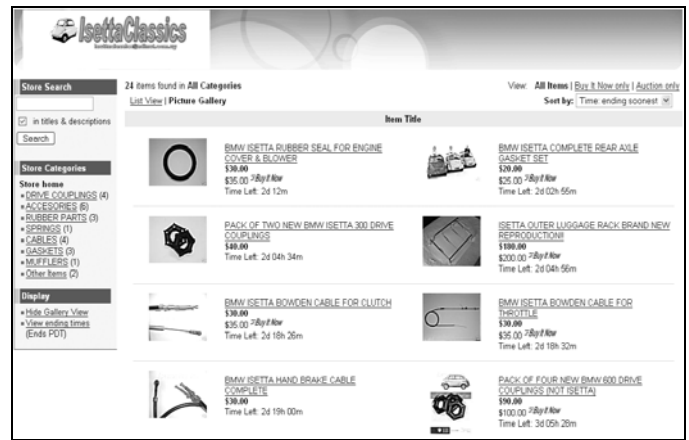 IsettaClassics
Store Search
in titles & descriptions
Search
Store Categories
Store home
DRIVE COUPLINGS (4)
ACCESORIES (6)
RUBBER PARTS (3)
SPRINGS (1)
CABLES (4)
GASKETS (3)
MUFFLERS (1)
Other Items (2)
Display
Hide Gallery View
View ending times
(Ends PDT)
24 items found in All Categories
View: All Items | Buy It Now only | Auction only
List View | Picture Gallery
Sort by: Time: ending soonest
Item Title
BMW ISETTA RUBBER SEAL FOR ENGINE
COVER & BLOWER
$30.00
$35.00 Buy It Now
Time Left: 2d 12m
BMW ISETTA COMPLETE REAR AXLE
GASKET SET
$20.00
$25.00 Buy It Now
Time Left: 2d 02h 55m
PACK OF TWO NEW BMW ISETTA 300 DRIVE
COUPLINGS
$40.00
Time Left: 2d 04h 34m
ISETTA OUTER LUGGAGE RACK BRAND NEW
REPRODUCTION!!
$180.00
$200.00 Buy It Now
Time Left: 2d 04h 56m
BMW ISETTA BOWDEN CABLE FOR CLUTCH
$30.00
$35.00 Buy It Now
Time Left: 2d 18h 26m
BMW ISETTA BOWDEN CABLE FOR
THROTTLE
$30.00
$35.00 Buy It Now
Time Left: 2d 18h 32m
BMW ISETTA HAND BRAKE CABLE
COMPLETE
$30.00
Time Left: 2d 19h 00m
PACK OF FOUR NEW BMW 600 DRIVE
COUPLINGS (NOT ISETTA)
$90.00
$100.00 Buy It Now
Time Left: 3d 05h 28m